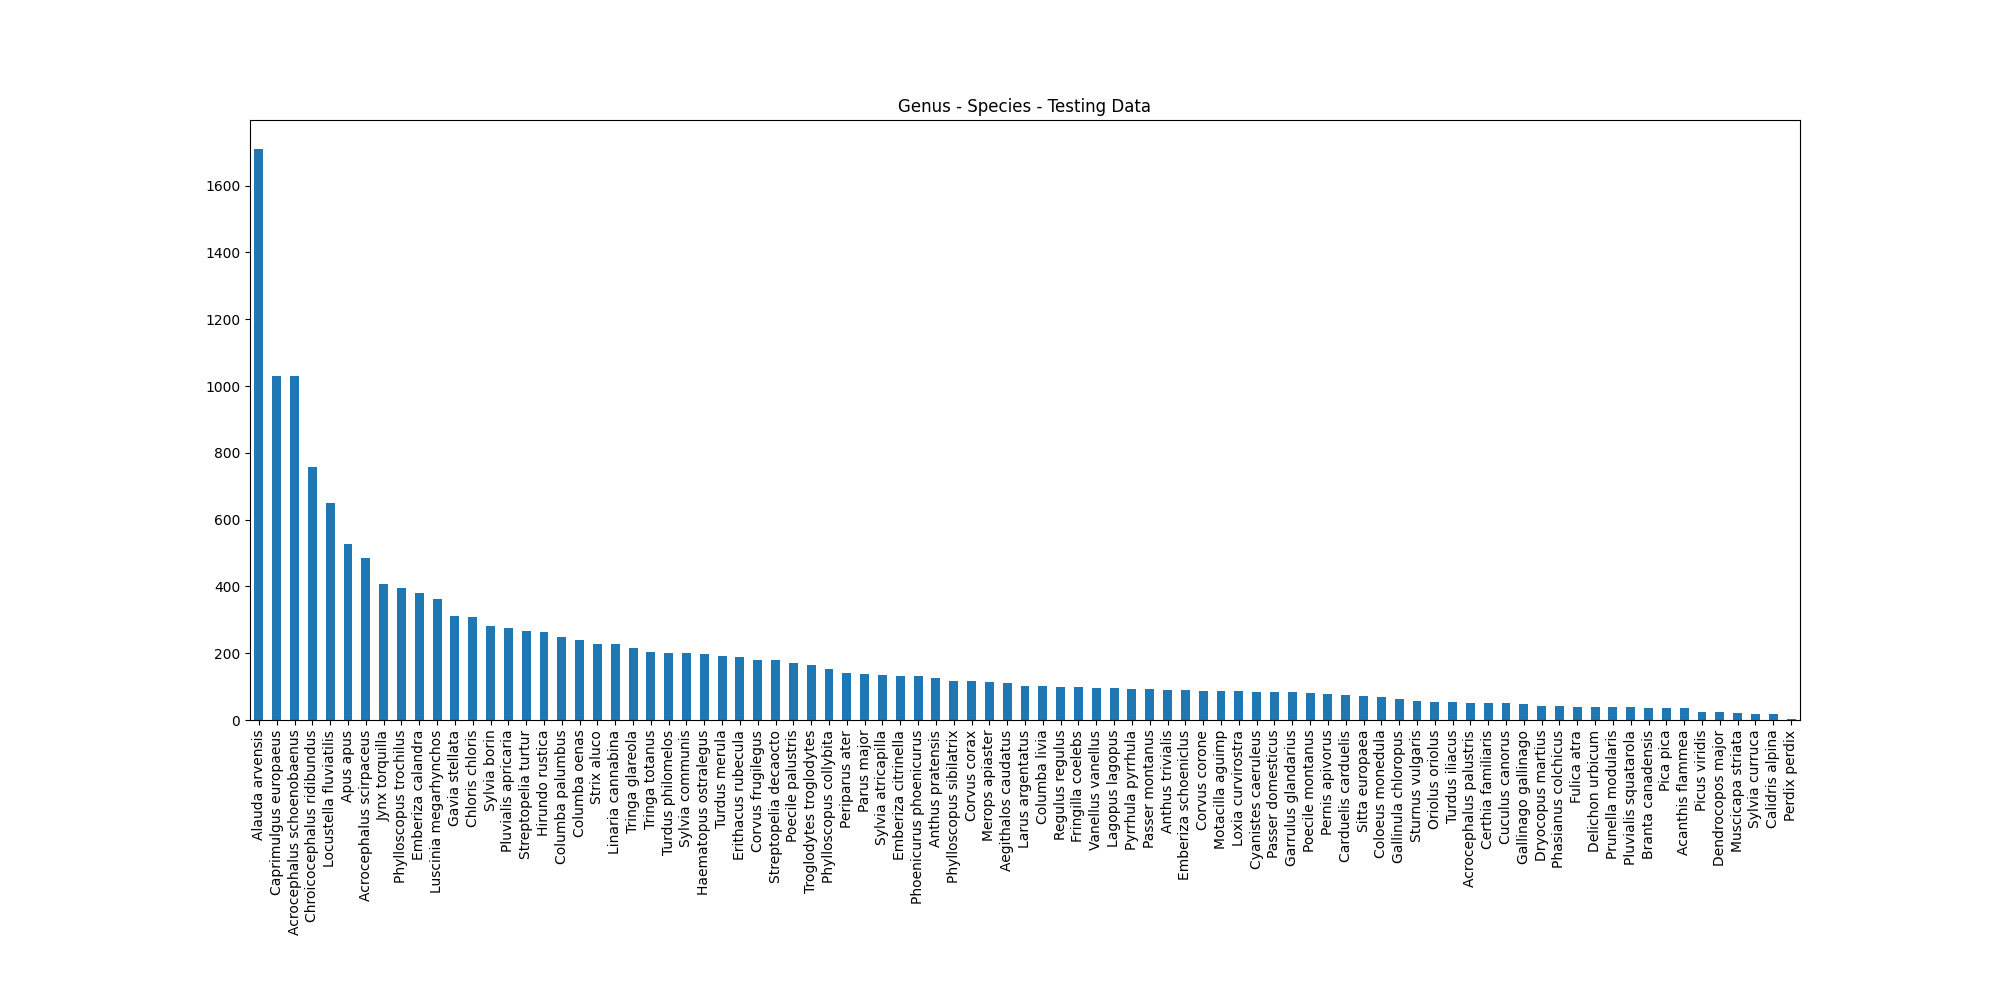 Genus - Species - Testing Data
1600
1400
1200
1000
800
600
400
200
0
Alauda arvensis
Caprimulgus europaeus
Acrocephalus schoenobaenus
Chroicocephalus ridibundus
Locustella fluviatilis
Apus apus
Acrocephalus scirpaceus
Jynx torquilla
Phylloscopus trochilus
Emberiza calandra
Luscinia megarhynchos
Gavia stellata
Chloris chloris
Sylvia borin
Pluvialis apricaria
Streptopelia turtur
Hirundo rustica
Columba palumbus
Columba oenas
Strix aluco
Linaria cannabina
Tringa glareola
Tringa totanus
Turdus philomelos
Sylvia communis
Haematopus ostralegus
Turdus merula
Erithacus rubecula
Corvus frugilegus
Streptopelia decaocto
Poecile palustris
Troglodytes troglodytes
Phylloscopus collybita
Periparus ater
Parus major
Sylvia atricapilla
Emberiza citrinella
Phoenicurus phoenicurus
Anthus pratensis
Phylloscopus sibilatrix
Corvus corax
Merops apiaster
Aegithalos caudatus
Larus argentatus
Columba livia
Regulus regulus
Fringilla coelebs
Vanellus vanellus
Lagopus lagopus
Pyrrhula pyrrhula
Passer montanus
Anthus trivialis
Emberiza schoeniclus
Corvus corone
Motacilla aguimp
Loxia curvirostra
Cyanistes caeruleus
Passer domesticus
Garrulus glandarius
Poecile montanus
Pernis apivorus
Carduelis carduelis
Sitta europaea
Coloeus monedula
Gallinula chloropus
Sturnus vulgaris
Oriolus oriolus
Turdus iliacus
Acrocephalus palustris
Certhia familiaris
Cuculus canorus
Gallinago gallinago
Dryocopus martius
Phasianus colchicus
Fulica atra
Delichon urbicum
Prunella modularis
Pluvialis squatarola
Branta canadensis
Pica pica
Acanthis flammea
Picus viridis
Dendrocopos major
Muscicapa striata
Sylvia curruca
Calidris alpina
Perdix perdix